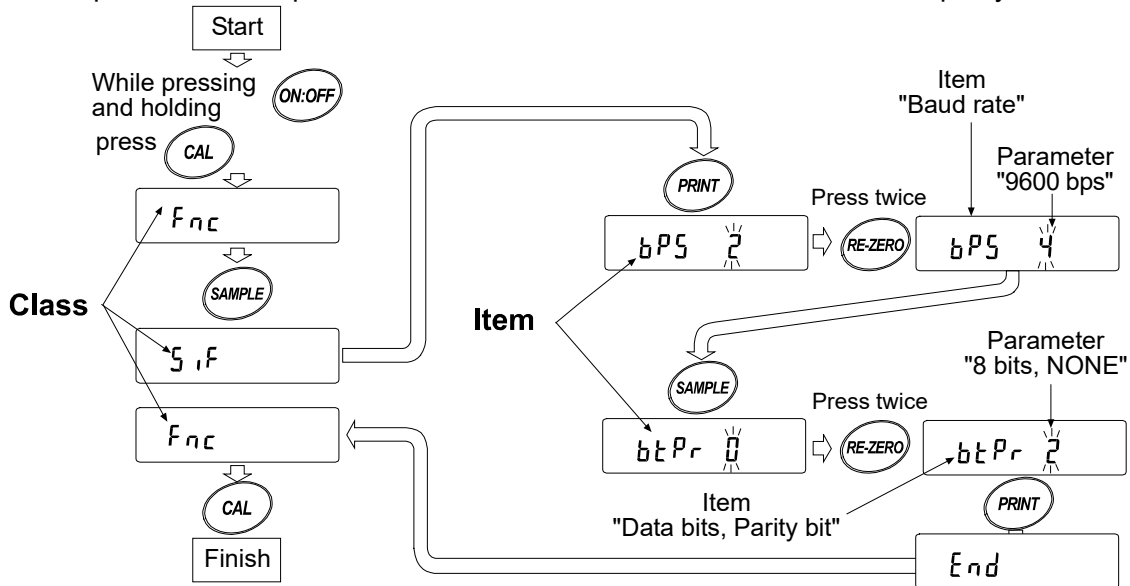 Start
While pressing
and holding
ON:OFF
press
CAL
Fnc
SAMPLE
Class
SiF
Fnc
CAL
Finish
PRINT
bPS 2
Press twice
RE-ZERO
Item
"Baud rate"
Parameter
"9600 bps"
bPS 4
Item
SAMPLE
btPr 0
Press twice
RE-ZERO
Parameter
"8 bits, NONE"
btPr 2
Item
"Data bits, Parity bit"
PRINT
End